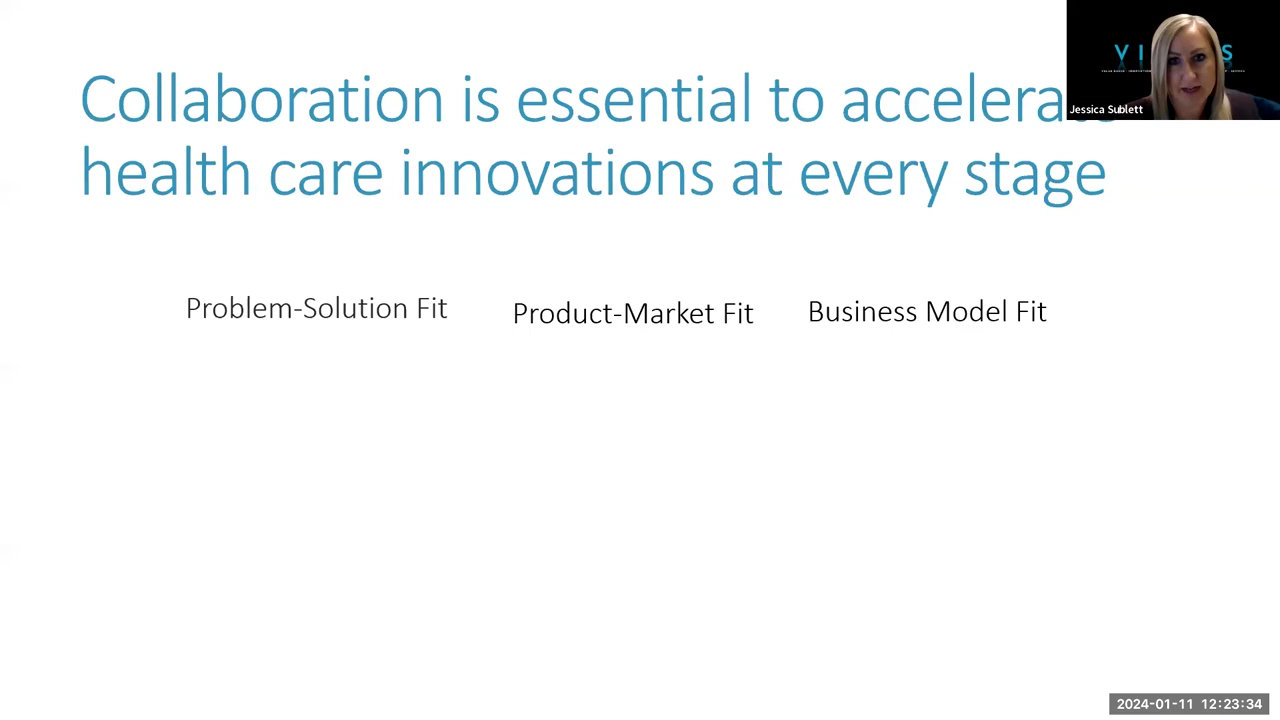 Collaboration is essential to accelerate
health care innovations at every stage
Problem-Solution Fit
Product-Market Fit
Business Model Fit
Jessica Sublett
2024-01-11 12:23:34